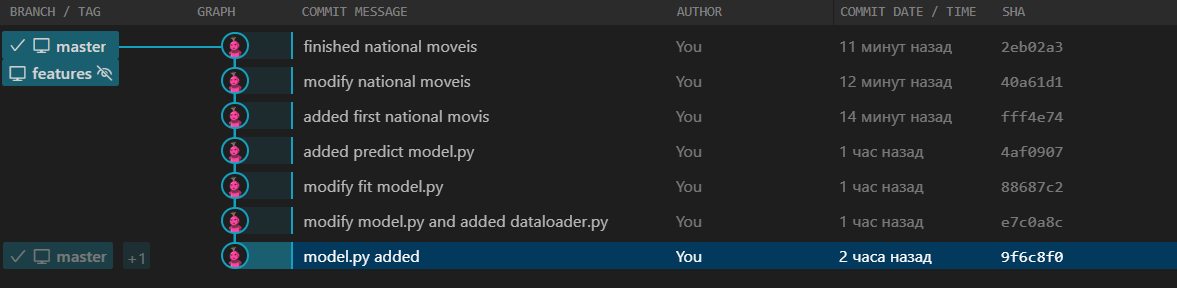 BRANCH / TAG GRAPH COMMIT MESSAGE AUTHOR COMMIT DATE / TIME SHA
master finished national moveis You 11 минут назад 2eb02a3
features
modify national moveis You 12 минут назад 40a61d1
added first national movis You 14 минут назад fff4e74
added predict model.py You 1 час назад 4af0907
modify fit model.py You 1 час назад 88687c2
modify model.py and added dataloader.py You 1 час назад e7c0a8c
master +1 model.py added You 2 часа назад 9f6c8f0